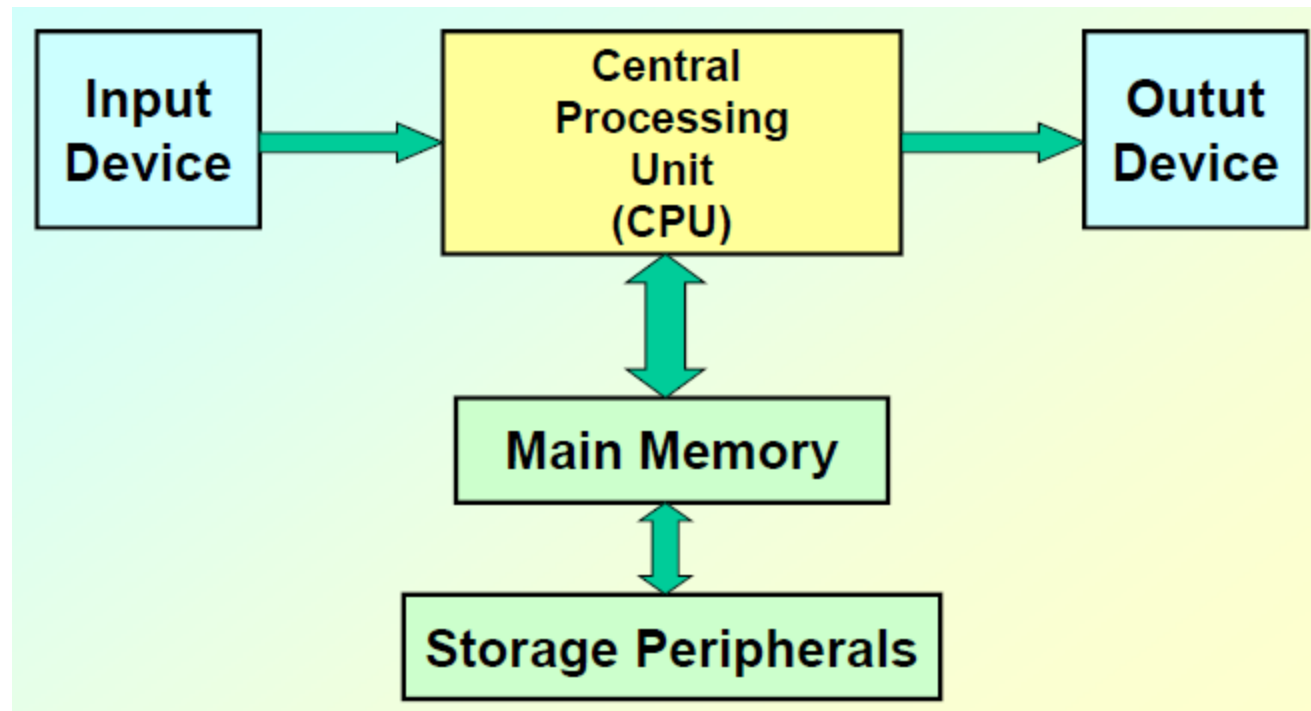 Input
Device
Central
Processing
Unit
(CPU)
Outut
Device
Main Memory
Storage Peripherals